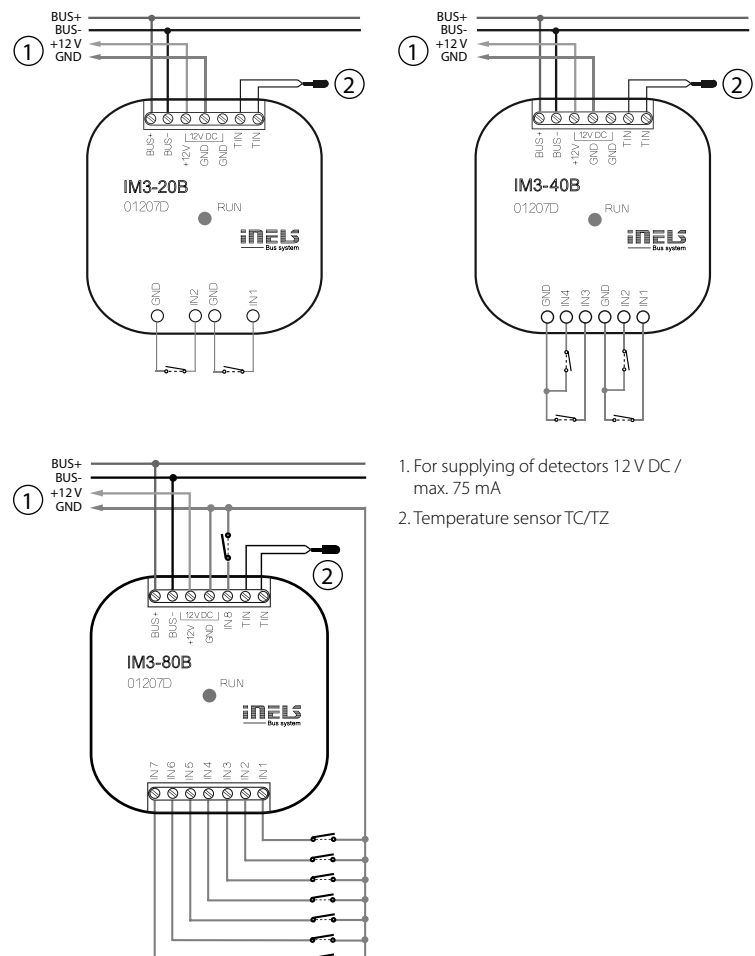 BUS+
BUS-
+12 V
GND
1
2
BUS+
BUS-
+12V
12V DC
GND
GND
TIN
TIN
IM3-20B
01207D
RUN
iNELS
Bus system
GND
IN2
GND
IN1
BUS+
BUS-
+12 V
GND
1
2
BUS+
BUS-
+12V
12V DC
GND
GND
TIN
TIN
IM3-40B
01207D
RUN
iNELS
Bus system
GND
IN4
IN3
GND
IN2
IN1
BUS+
BUS-
+12 V
GND
1
2
BUS+
BUS-
+12V
12V DC
GND
IN8
TIN
TIN
IM3-80B
01207D
RUN
iNELS
Bus system
IN7
IN6
IN5
IN4
IN3
IN2
IN1
1. For supplying of detectors 12 V DC /
max. 75 mA
2. Temperature sensor TC/TZ